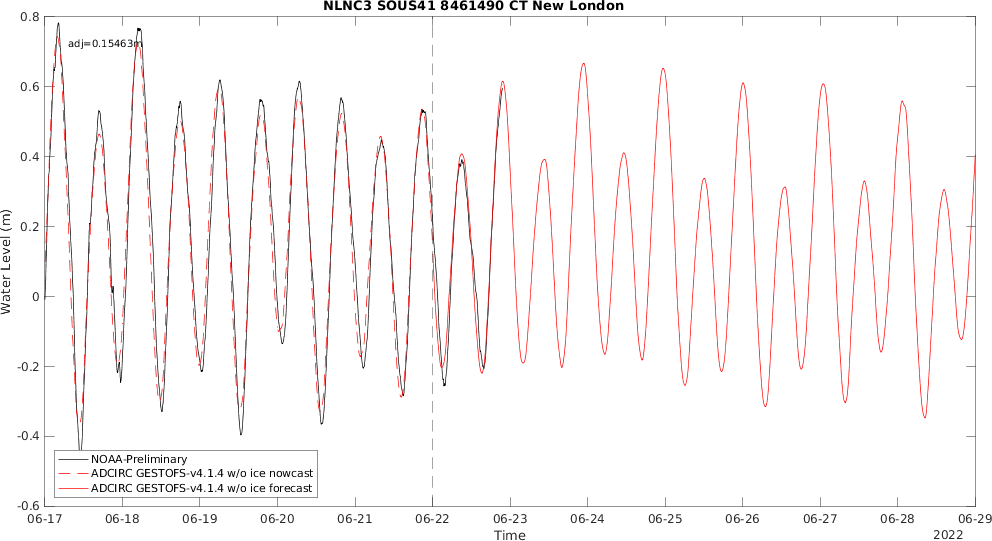 NLNC3 SOUS41 8461490 CT New London
adj=0.15463m
Water Level (m)
0.8
0.6
0.4
0.2
0
-0.2
-0.4
-0.6
NOAA-Preliminary
ADCIRC GESTOFS-v4.1.4 w/o ice nowcast
ADCIRC GESTOFS-v4.1.4 w/o ice forecast
06-17 06-18 06-19 06-20 06-21 06-22 06-23 06-24 06-25 06-26 06-27 06-28 06-29
Time
2022